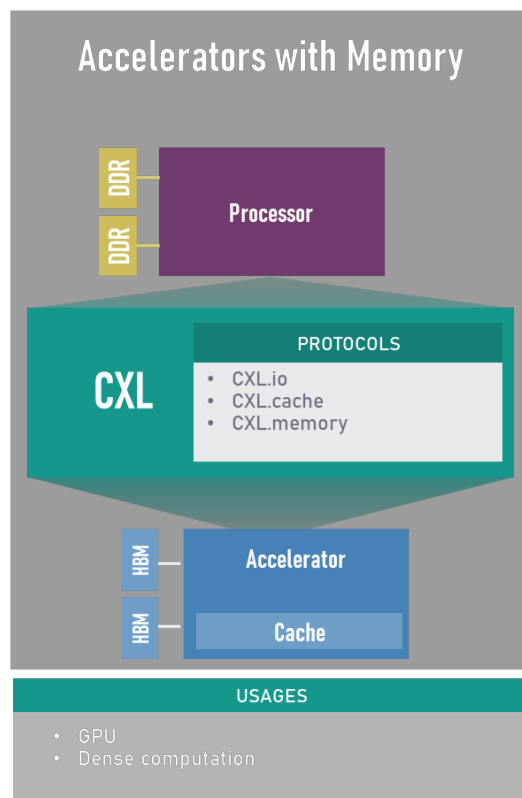 Accelerators with Memory
DDR
DDR
Processor
CXL
PROTOCOLS
• CXL.io
• CXL.cache
• CXL.memory
HBM
HBM
Accelerator
Cache
USAGES
• GPU
• Dense computation